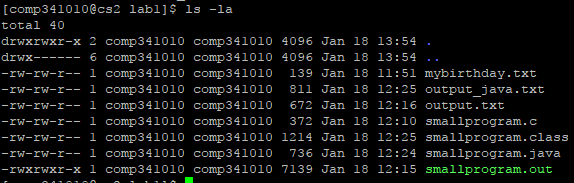 [comp341010@cs2 lab1]$ ls -la
total 40
drwxrwxr-x 2 comp341010 comp341010 4096 Jan 18 13:54 .
drwx------ 6 comp341010 comp341010 4096 Jan 18 13:54 ..
-rw-rw-r-- 1 comp341010 comp341010 139 Jan 18 11:51 mybirthday.txt
-rw-rw-r-- 1 comp341010 comp341010 811 Jan 18 12:25 output_java.txt
-rw-rw-r-- 1 comp341010 comp341010 672 Jan 18 12:16 output.txt
-rw-rw-r-- 1 comp341010 comp341010 372 Jan 18 12:10 smallprogram.c
-rw-rw-r-- 1 comp341010 comp341010 1214 Jan 18 12:25 smallprogram.class
-rw-rw-r-- 1 comp341010 comp341010 736 Jan 18 12:24 smallprogram.java
-rwxrwxr-x 1 comp341010 comp341010 7139 Jan 18 12:15 smallprogram.out
[comp341010@cs2 lab1]$